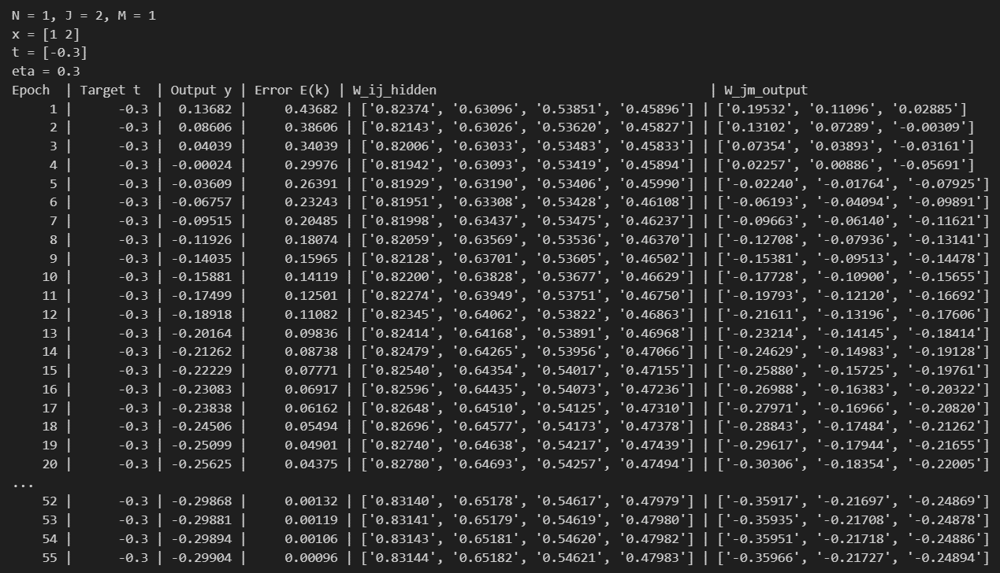 N = 1, J = 2, M = 1
x = [1 2]
t = [-0.3]
eta = 0.3
Epoch  | Target t  | Output y | Error E(k) | W_ij_hidden                                 | W_jm_output
     1 |      -0.3 |  0.13682 |    0.43682 | ['0.82374', '0.63096', '0.53851', '0.45896'] | ['0.19532', '0.11096', '0.02885']
     2 |      -0.3 |  0.08606 |    0.38606 | ['0.82143', '0.63026', '0.53620', '0.45827'] | ['0.13102', '0.07289', '-0.00309']
     3 |      -0.3 |  0.04039 |    0.34039 | ['0.82006', '0.63033', '0.53483', '0.45833'] | ['0.07354', '0.03893', '-0.03161']
     4 |      -0.3 | -0.00024 |    0.29976 | ['0.81942', '0.63093', '0.53419', '0.45894'] | ['0.02257', '0.00886', '-0.05691']
     5 |      -0.3 | -0.03609 |    0.26391 | ['0.81929', '0.63190', '0.53406', '0.45990'] | ['-0.02240', '-0.01764', '-0.07925']
     6 |      -0.3 | -0.06757 |    0.23243 | ['0.81951', '0.63308', '0.53428', '0.46108'] | ['-0.06193', '-0.04094', '-0.09891']
     7 |      -0.3 | -0.09515 |    0.20485 | ['0.81998', '0.63437', '0.53475', '0.46237'] | ['-0.09663', '-0.06140', '-0.11621']
     8 |      -0.3 | -0.11926 |    0.18074 | ['0.82059', '0.63569', '0.53536', '0.46370'] | ['-0.12708', '-0.07936', '-0.13141']
     9 |      -0.3 | -0.14035 |    0.15965 | ['0.82128', '0.63701', '0.53605', '0.46502'] | ['-0.15381', '-0.09513', '-0.14478']
    10 |      -0.3 | -0.15881 |    0.14119 | ['0.82200', '0.63828', '0.53677', '0.46629'] | ['-0.17728', '-0.10900', '-0.15655']
    11 |      -0.3 | -0.17499 |    0.12501 | ['0.82274', '0.63949', '0.53751', '0.46750'] | ['-0.19793', '-0.12120', '-0.16692']
    12 |      -0.3 | -0.18918 |    0.11082 | ['0.82345', '0.64062', '0.53822', '0.46863'] | ['-0.21611', '-0.13196', '-0.17606']
    13 |      -0.3 | -0.20164 |    0.09836 | ['0.82414', '0.64168', '0.53891', '0.46968'] | ['-0.23214', '-0.14145', '-0.18414']
    14 |      -0.3 | -0.21262 |    0.08738 | ['0.82479', '0.64265', '0.53956', '0.47066'] | ['-0.24629', '-0.14983', '-0.19128']
    15 |      -0.3 | -0.22229 |    0.07771 | ['0.82540', '0.64354', '0.54017', '0.47155'] | ['-0.25880', '-0.15725', '-0.19761']
    16 |      -0.3 | -0.23083 |    0.06917 | ['0.82596', '0.64435', '0.54073', '0.47236'] | ['-0.26988', '-0.16383', '-0.20322']
    17 |      -0.3 | -0.23838 |    0.06162 | ['0.82648', '0.64510', '0.54125', '0.47310'] | ['-0.27971', '-0.16966', '-0.20820']
    18 |      -0.3 | -0.24506 |    0.05494 | ['0.82696', '0.64577', '0.54173', '0.47378'] | ['-0.28843', '-0.17484', '-0.21262']
    19 |      -0.3 | -0.25099 |    0.04901 | ['0.82740', '0.64638', '0.54217', '0.47439'] | ['-0.29617', '-0.17944', '-0.21655']
    20 |      -0.3 | -0.25625 |    0.04375 | ['0.82780', '0.64693', '0.54257', '0.47494'] | ['-0.30306', '-0.18354', '-0.22005']
...
    52 |      -0.3 | -0.29868 |    0.00132 | ['0.83140', '0.65178', '0.54617', '0.47979'] | ['-0.35917', '-0.21697', '-0.24869']
    53 |      -0.3 | -0.29881 |    0.00119 | ['0.83141', '0.65179', '0.54619', '0.47980'] | ['-0.35935', '-0.21708', '-0.24878']
    54 |      -0.3 | -0.29894 |    0.00106 | ['0.83143', '0.65181', '0.54620', '0.47982'] | ['-0.35951', '-0.21718', '-0.24886']
    55 |      -0.3 | -0.29904 |    0.00096 | ['0.83144', '0.65182', '0.54621', '0.47983'] | ['-0.35966', '-0.21727', '-0.24894']